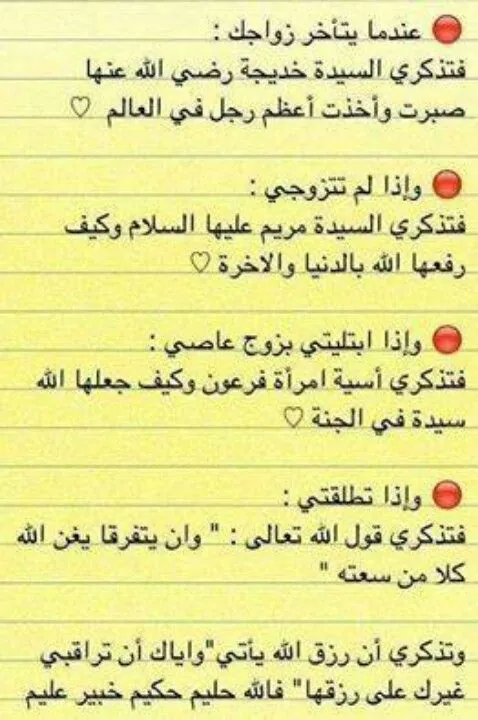 🔴 عندما يتأخر زواجك :
فتذكري السيدة خديجة رضي الله عنها
صبرت وأخذت أعظم رجل في العالم ♡
🔴 وإذا لم تتزوجي :
فتذكري السيدة مريم عليها السلام وكيف
رفعها الله بالدنيا والاخرة ♡
🔴 وإذا ابتليتي بزوج عاصي :
فتذكري أسية امرأة فرعون وكيف جعلها الله
سيدة في الجنة ♡
🔴 وإذا تطلقتي :
فتذكري قول الله تعالى : " وان يتفرقا يغن الله
كلا من سعته "
وتذكري أن رزق الله يأتي"واياك أن تراقبي
غيرك على رزقها" فالله حليم حكيم خبير عليم